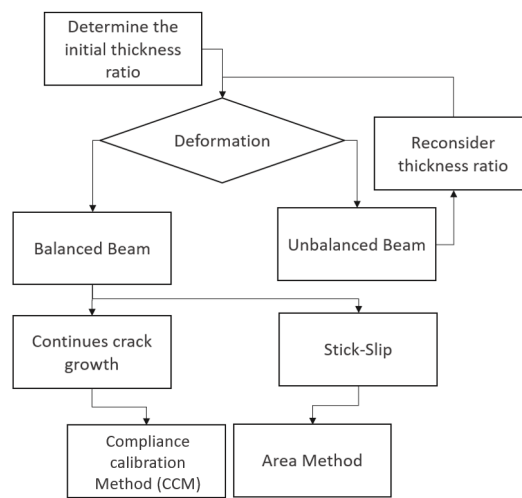 Determine the
initial thickness
ratio
Deformation
Reconsider
thickness ratio
Balanced Beam
Unbalanced Beam
Continues crack
growth
Stick-Slip
Compliance
calibration
Method (CCM)
Area Method